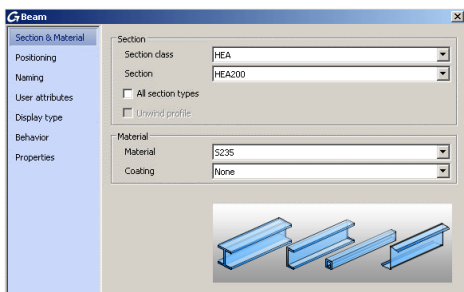 Beam
Section & Material
Positioning
Naming
User attributes
Display type
Behavior
Properties
Section
Section class HEA
Section HEA200
All section types
Unwind profile
Material
Material S235
Coating None